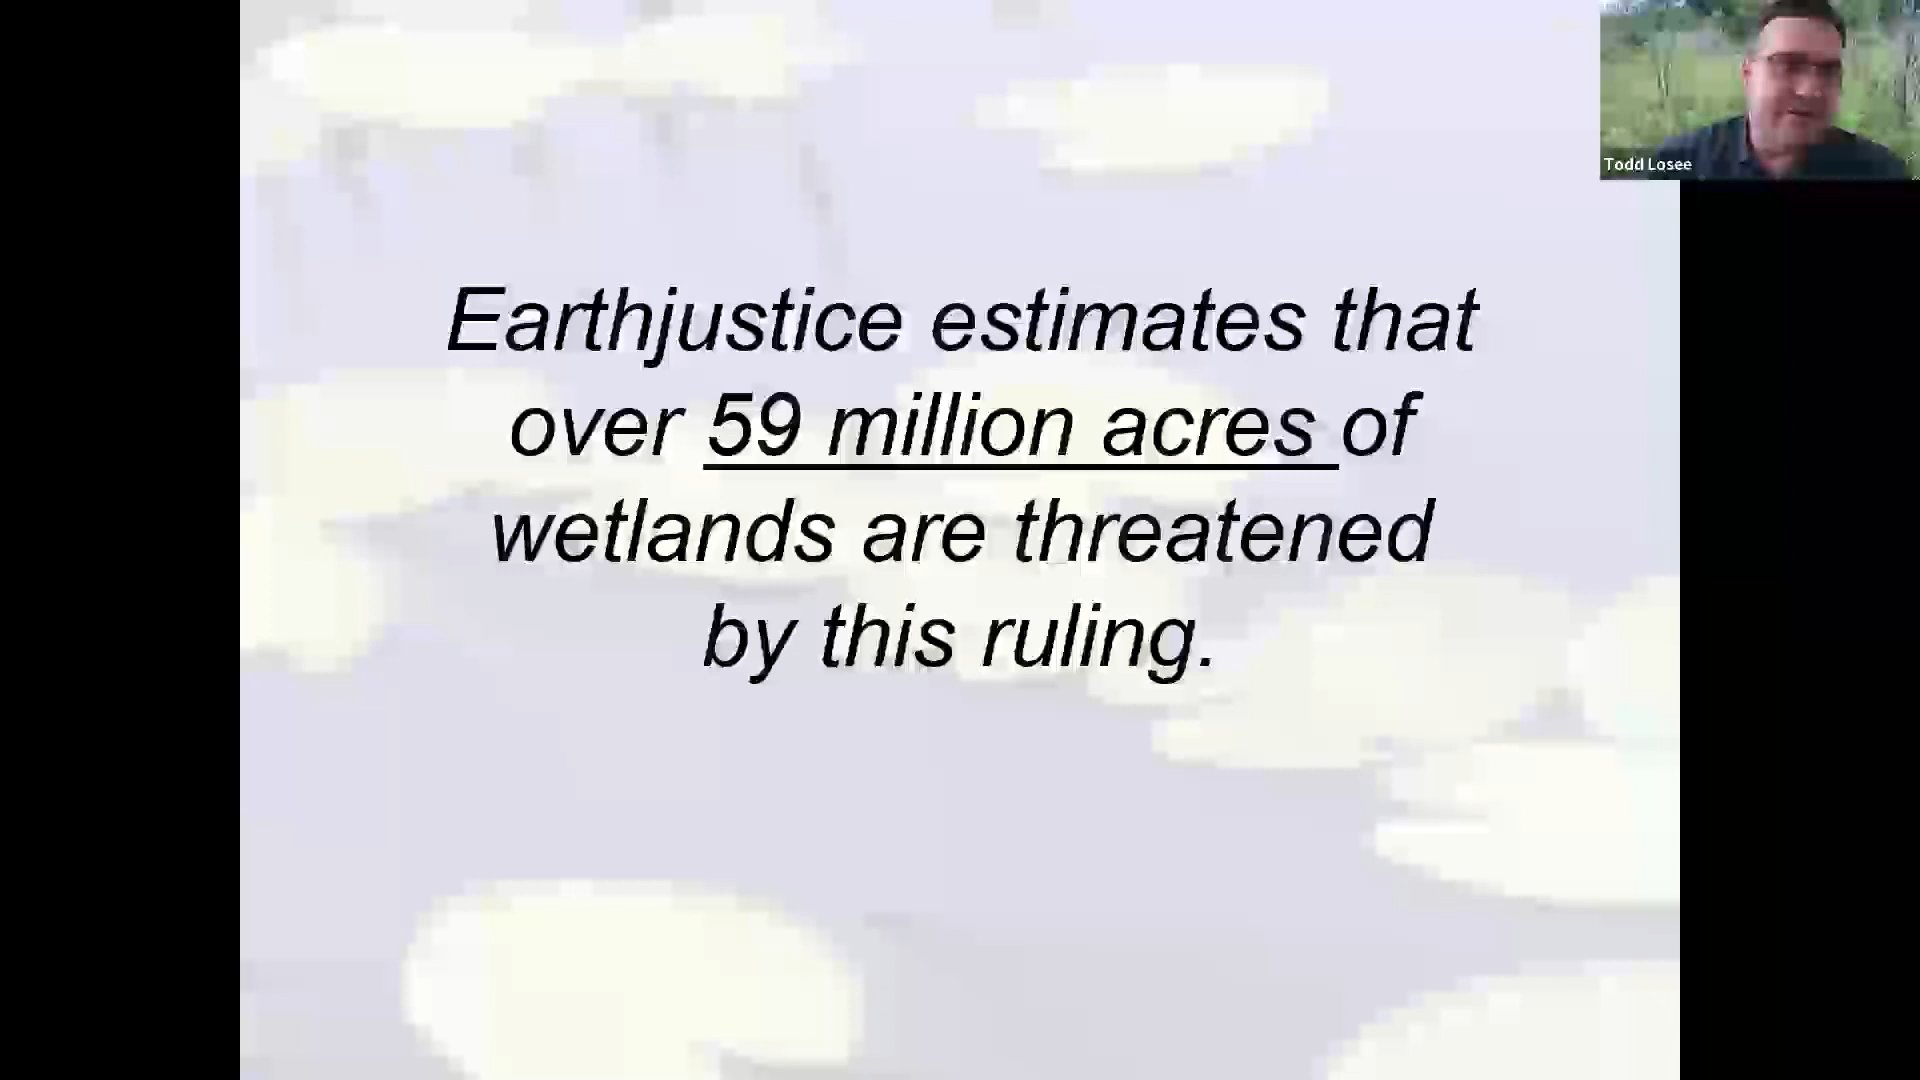 Earthjustice estimates that
over 59 million acres of
wetlands are threatened
by this ruling.
Todd Losee